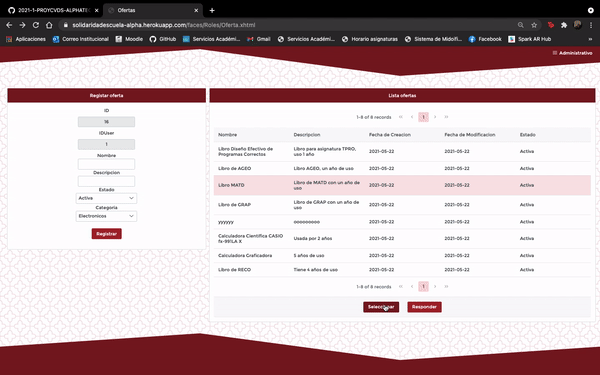 2021-1-PROYCVDS-ALPHATE
Ofertas
solidaridadescuela-alpha.herokuapp.com/faces/Roles/Oferta.xhtml
Aplicaciones
Correo Institucional
Moodle
GitHub
Servicios Académi...
Gmail
Servicios Académi...
Horario asignaturas
Sistema de Midoifi...
Facebook
Spark AR Hub
Administrativo
Registar oferta
ID
16
IDUser
1
Nombre
Descripcion
Estado
Activa
Categoria
Electronicos
Registrar
Lista ofertas
1-8 of 8 records
1
Nombre Descripcion Fecha de Creacion Fecha de Modificacion Estado
Libro Diseño Efectivo de Programas Correctos Libro para asignatura TPRO, uso 1 año 2021-05-22 2021-05-22 Activa
Libro de AGEO Libro AGEO, un año de uso 2021-05-22 2021-05-22 Activa
Libro MATD Libro de MATD con un año de uso 2021-05-22 2021-05-22 Activa
Libro de GRAP Libro de GRAP con un año de uso 2021-05-22 2021-05-22 Activa
yyyyyy ooooooooo 2021-05-22 2021-05-22 Activa
Calculadora Científica CASIO fx-991LA X Usada por 2 años 2021-05-22 2021-05-22 Activa
Calculadora Graficadora 5 años de uso 2021-05-22 2021-05-22 Activa
Libro de RECO Tiene 4 años de uso 2021-05-22 2021-05-22 Activa
1-8 of 8 records
1
Seleccionar
Responder